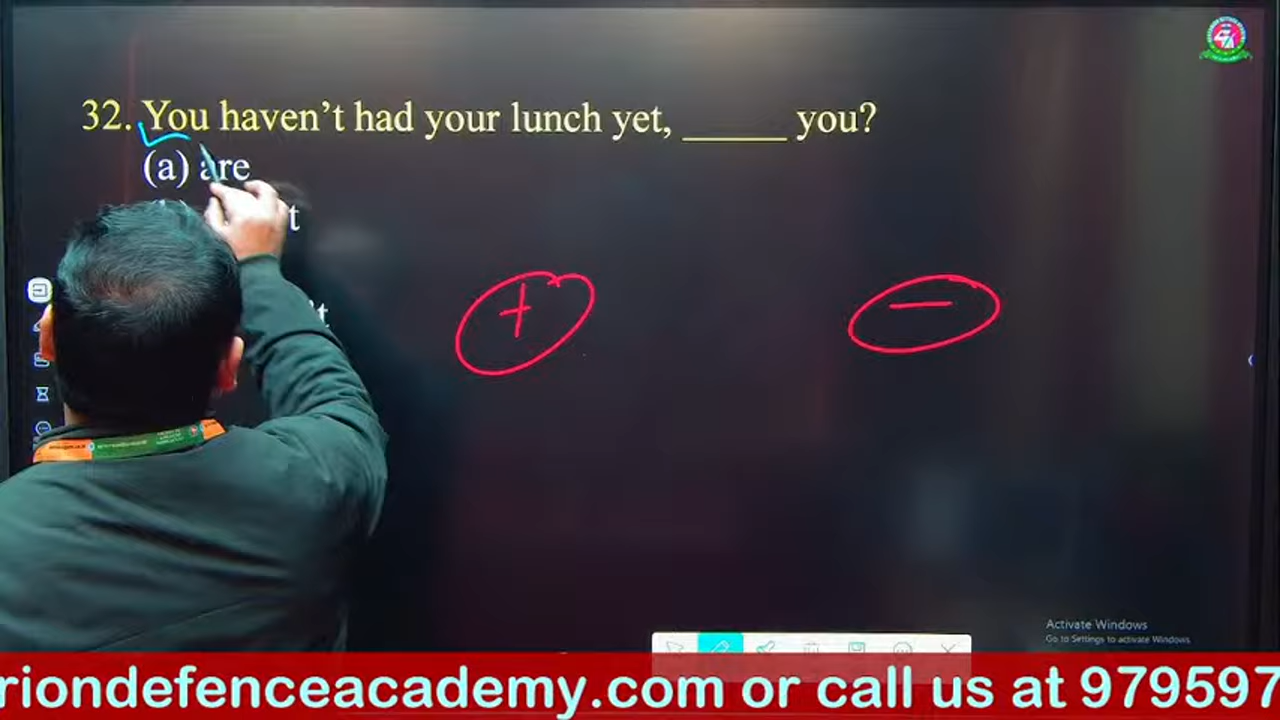 32. You haven't had your lunch yet, _____ you?
(a) are
+
−
Activate Windows
Go to Settings to activate Windows.
riondefenceacademy.com or call us at 979597